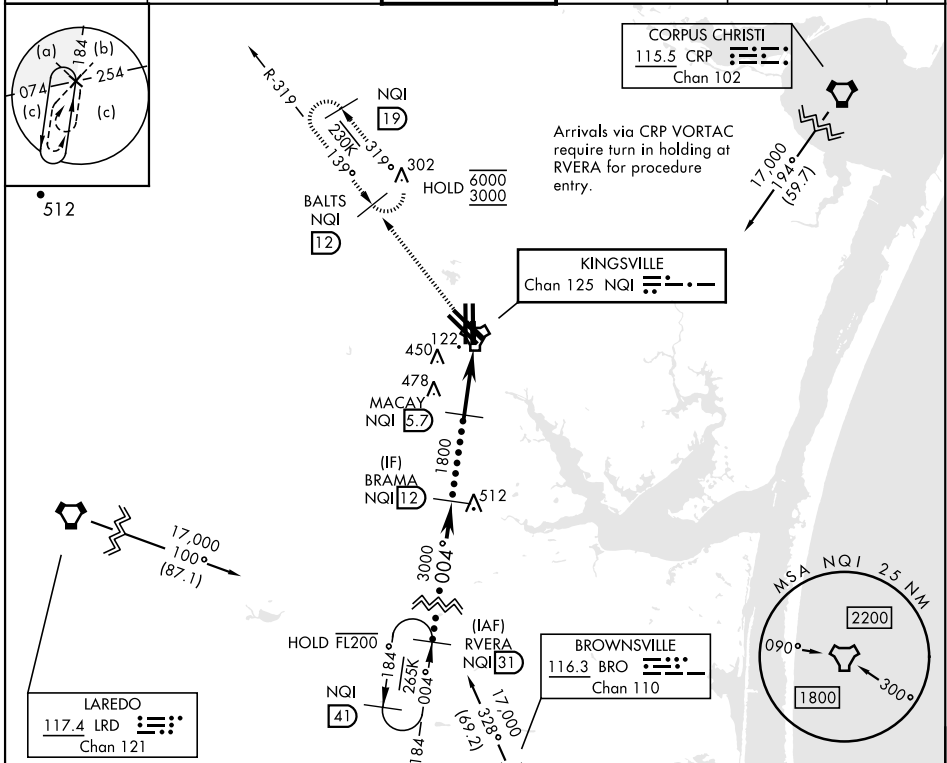 (a)
184
(b)
074
254
(c)
(c)
512
R-319
NQI
19
230K
319°
139°
302
HOLD 6000
3000
BALTS
NQI
12
CORPUS CHRISTI
115.5 CRP
Chan 102
Arrivals via CRP VORTAC
require turn in holding at
RVERA for procedure
entry.
17,000
194°
(59.7)
KINGSVILLE
Chan 125 NQI
122
450
478
MACAY
NQI 5.7
1800
(IF)
BRAMA
NQI 12
512
17,000
100°
(87.1)
3000
004°
HOLD FL200
184°
265K
004°
(IAF)
RVERA
NQI 31
NQI
41
184
17,000
328°
(69.2)
LAREDO
117.4 LRD
Chan 121
BROWNSVILLE
116.3 BRO
Chan 110
MSA NQI 25 NM
2200
090°
1800
300°